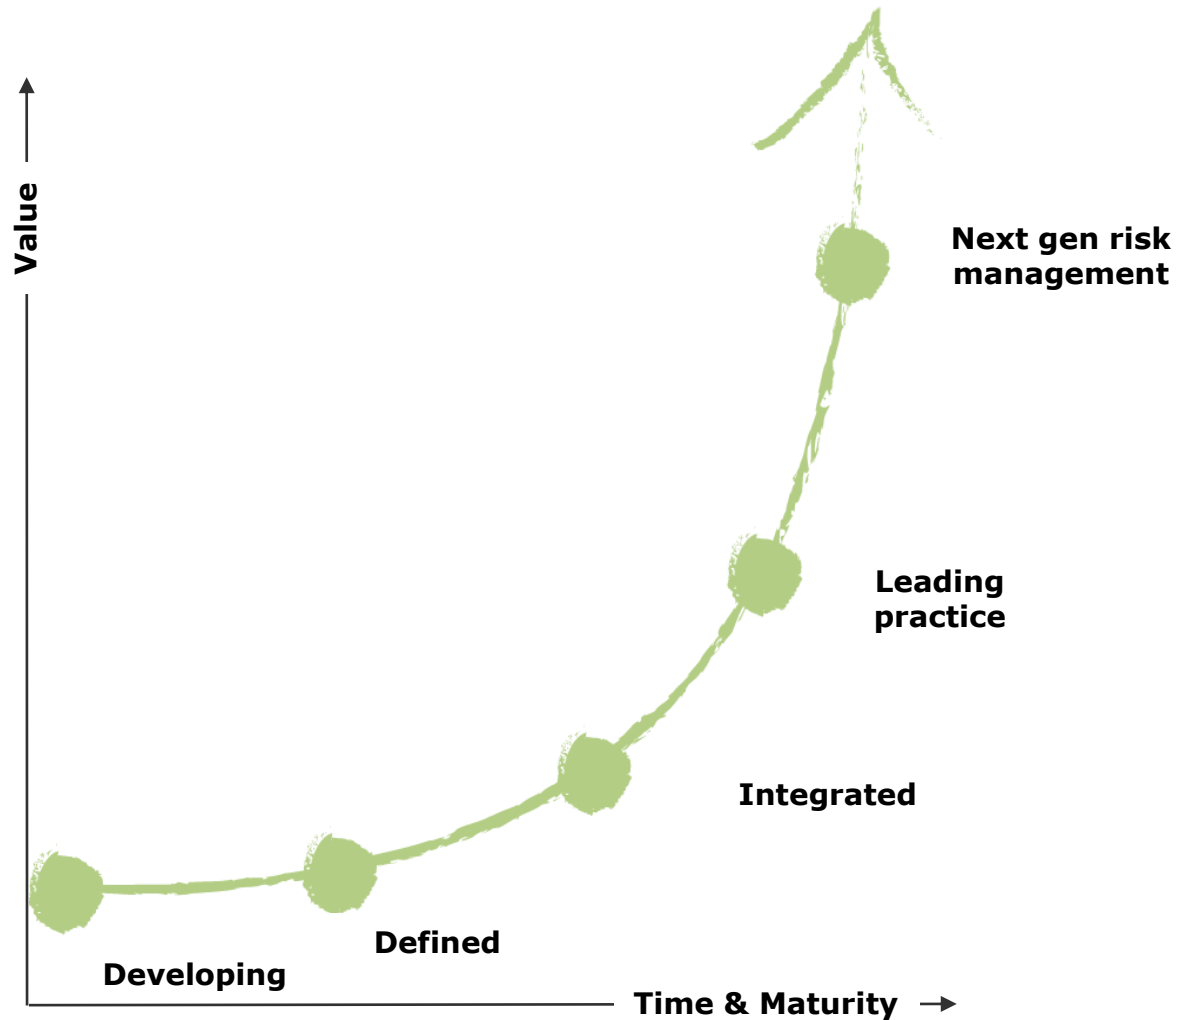 Value
Next gen risk
management
Leading
practice
Integrated
Defined
Developing
Time & Maturity